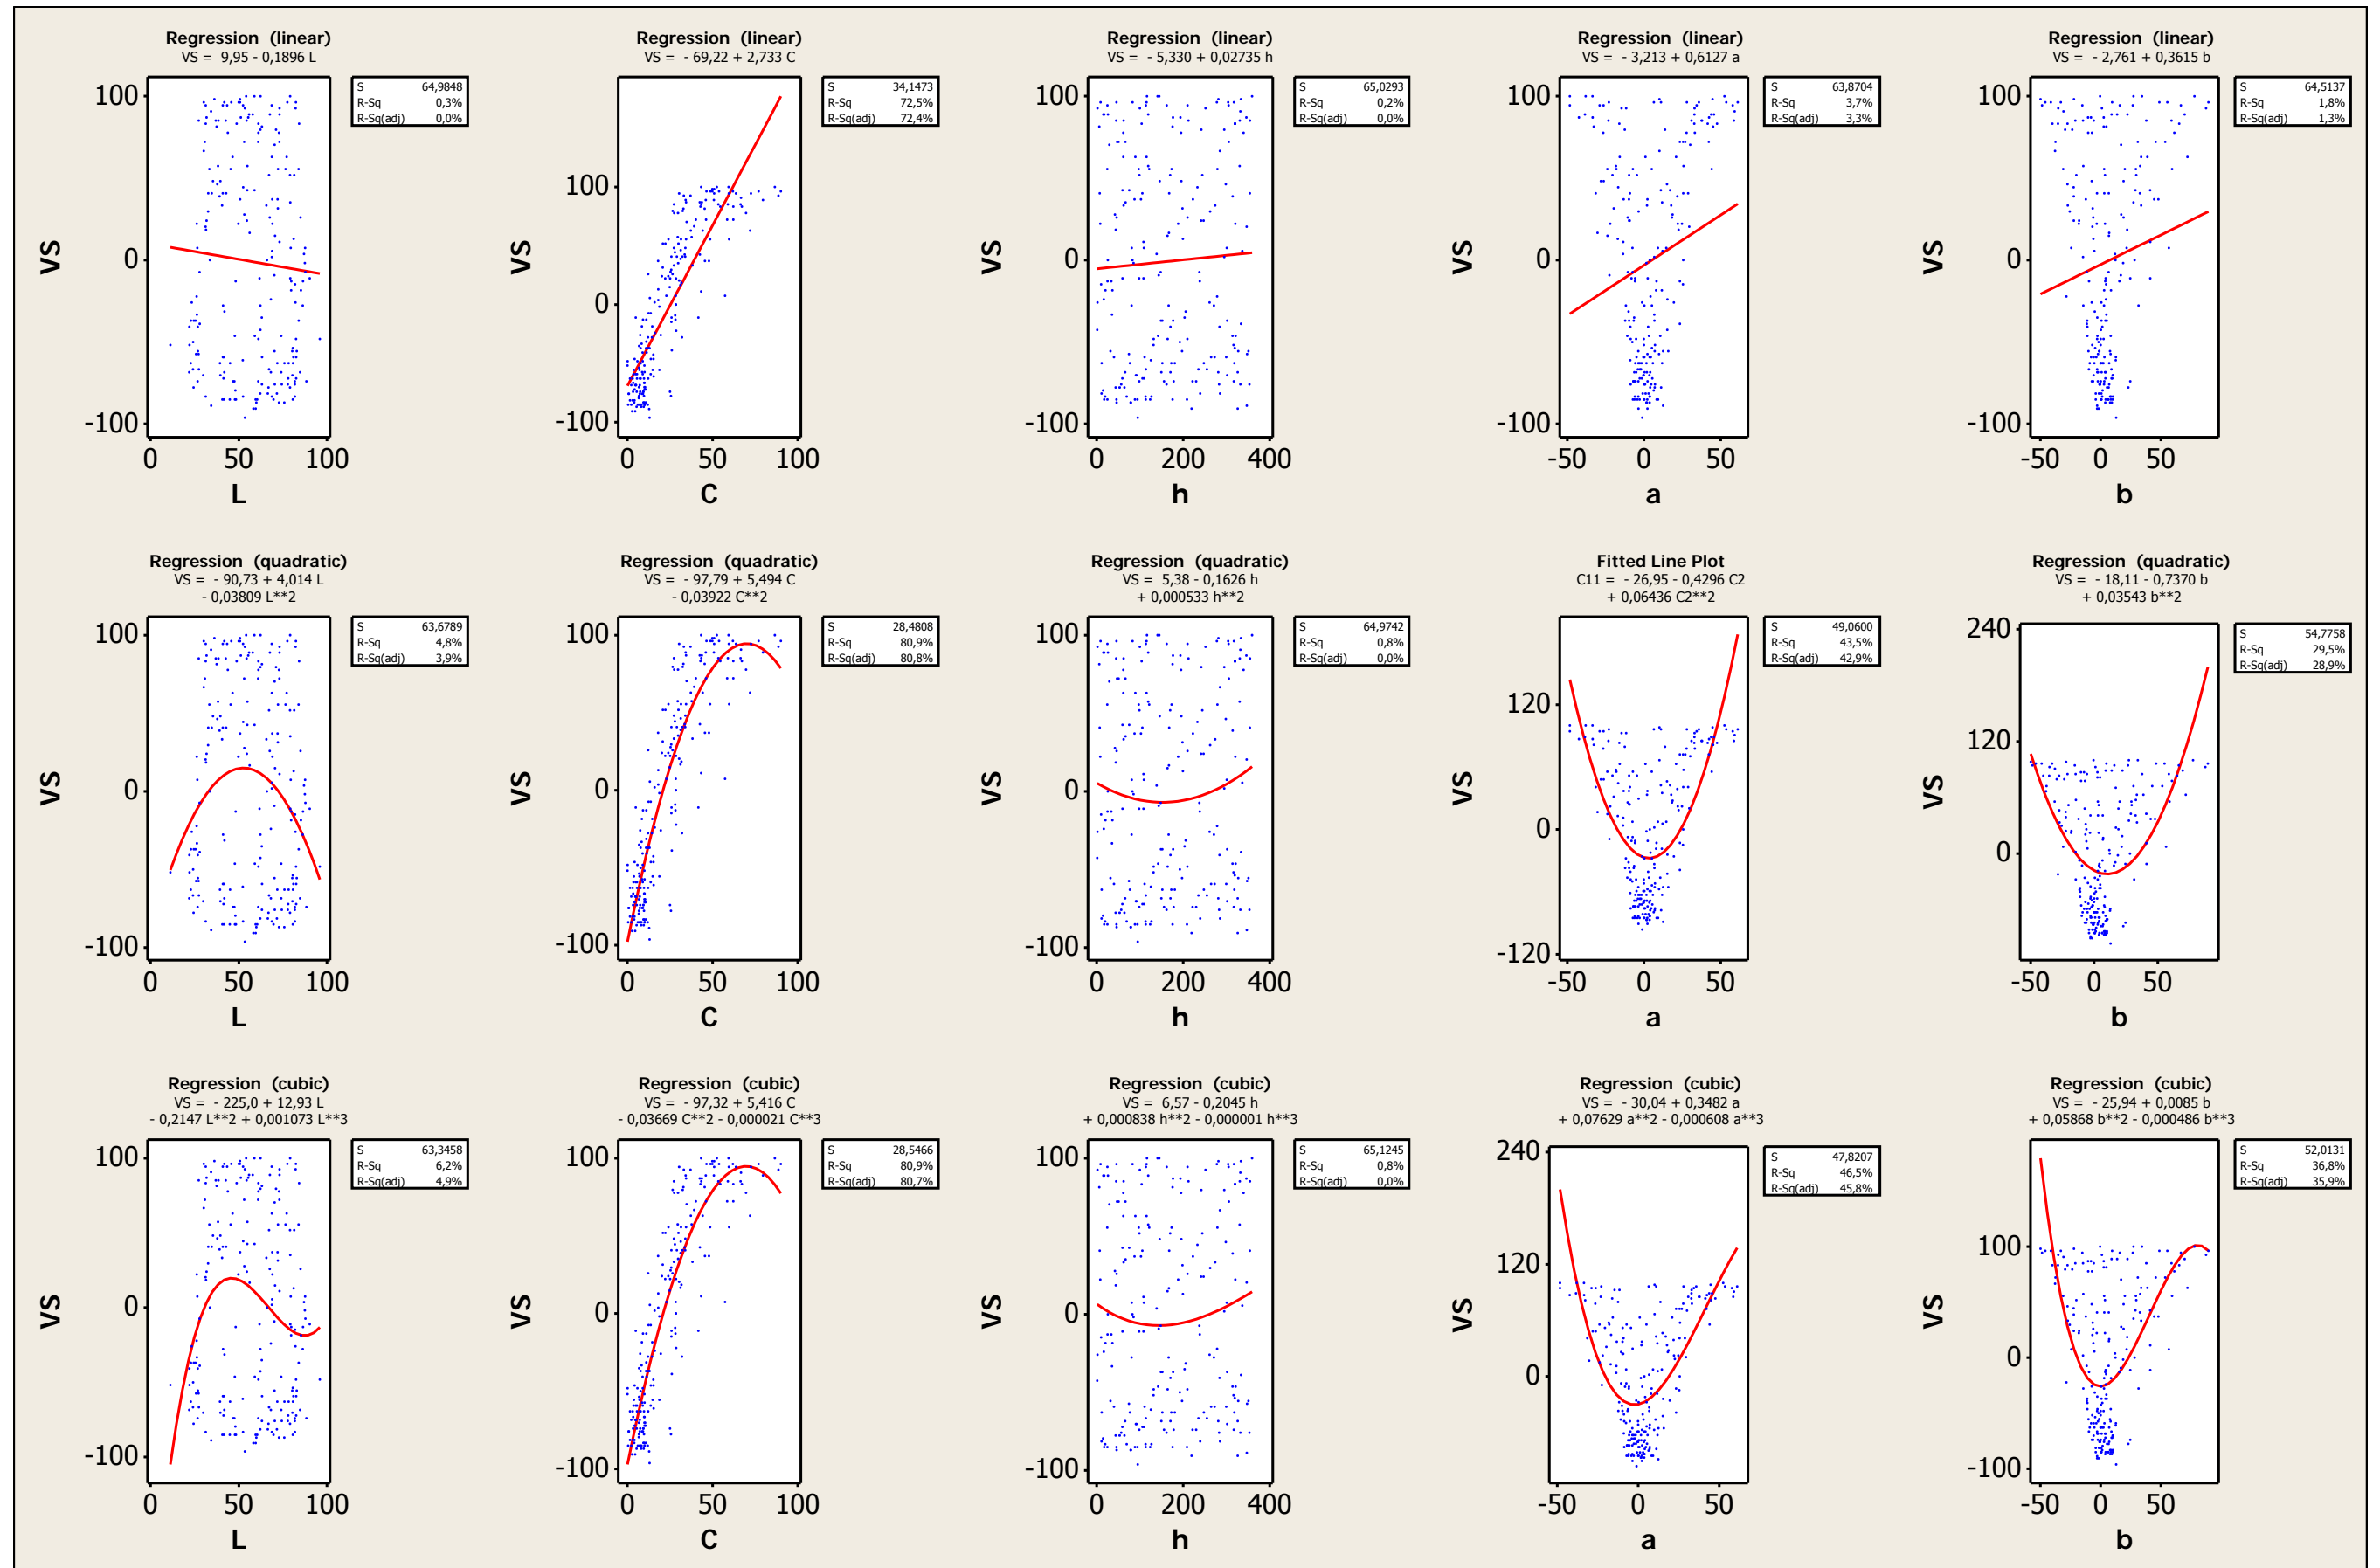 Regression (linear)
VS = 9,95 - 0,1896 L
S 64,9848
R-Sq 0,3%
R-Sq(adj) 0,0%
100
0
-100
VS
0 50 100
L
Regression (linear)
VS = - 69,22 + 2,733 C
S 34,1473
R-Sq 72,5%
R-Sq(adj) 72,4%
100
0
-100
VS
0 50 100
C
Regression (linear)
VS = - 5,330 + 0,02735 h
S 65,0293
R-Sq 0,2%
R-Sq(adj) 0,0%
100
0
-100
VS
0 200 400
h
Regression (linear)
VS = - 3,213 + 0,6127 a
S 63,8704
R-Sq 3,7%
R-Sq(adj) 3,3%
100
0
-100
VS
-50 0 50
a
Regression (linear)
VS = - 2,761 + 0,3615 b
S 64,5137
R-Sq 1,8%
R-Sq(adj) 1,3%
100
0
-100
VS
-50 0 50
b
Regression (quadratic)
VS = - 90,73 + 4,014 L
- 0,03809 L**2
S 63,6789
R-Sq 4,8%
R-Sq(adj) 3,9%
100
0
-100
VS
0 50 100
L
Regression (quadratic)
VS = - 97,79 + 5,494 C
- 0,03922 C**2
S 28,4808
R-Sq 80,9%
R-Sq(adj) 80,8%
100
0
-100
VS
0 50 100
C
Regression (quadratic)
VS = 5,38 - 0,1626 h
+ 0,000533 h**2
S 64,9742
R-Sq 0,8%
R-Sq(adj) 0,0%
100
0
-100
VS
0 200 400
h
Fitted Line Plot
C11 = - 26,95 - 0,4296 C2
+ 0,06436 C2**2
S 49,0600
R-Sq 43,5%
R-Sq(adj) 42,9%
120
0
-120
VS
-50 0 50
a
Regression (quadratic)
VS = - 18,11 - 0,7370 b
+ 0,03543 b**2
S 54,7758
R-Sq 29,5%
R-Sq(adj) 28,9%
240
120
0
VS
-50 0 50
b
Regression (cubic)
VS = - 225,0 + 12,93 L
- 0,2147 L**2 + 0,001073 L**3
S 63,3458
R-Sq 6,2%
R-Sq(adj) 4,9%
100
0
-100
VS
0 50 100
L
Regression (cubic)
VS = - 97,32 + 5,416 C
- 0,03669 C**2 - 0,000021 C**3
S 28,5466
R-Sq 80,9%
R-Sq(adj) 80,7%
100
0
-100
VS
0 50 100
C
Regression (cubic)
VS = 6,57 - 0,2045 h
+ 0,000838 h**2 - 0,000001 h**3
S 65,1245
R-Sq 0,8%
R-Sq(adj) 0,0%
100
0
-100
VS
0 200 400
h
Regression (cubic)
VS = - 30,04 + 0,3482 a
+ 0,07629 a**2 - 0,000608 a**3
S 47,8207
R-Sq 46,5%
R-Sq(adj) 45,8%
240
120
0
VS
-50 0 50
a
Regression (cubic)
VS = - 25,94 + 0,0085 b
+ 0,05868 b**2 - 0,000486 b**3
S 52,0131
R-Sq 36,8%
R-Sq(adj) 35,9%
100
0
-100
VS
-50 0 50
b